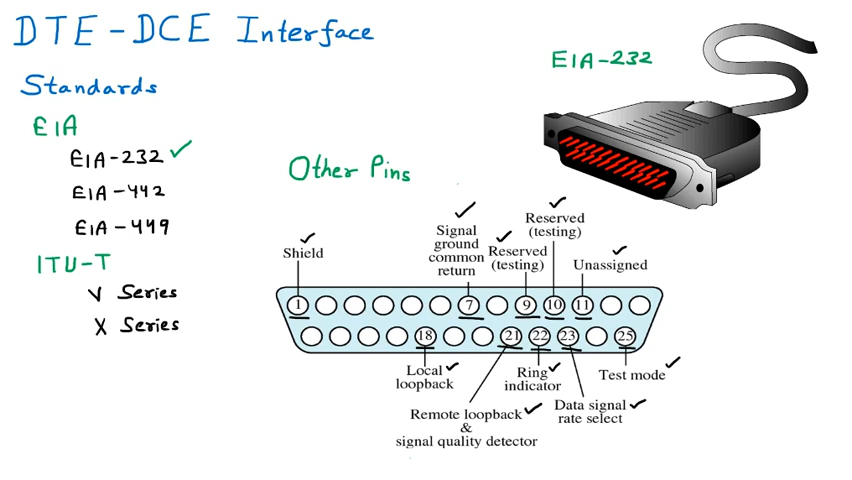 DTE-DCE Interface
EIA-232
Standards
EIA
EIA-232
EIA-442
EIA-449
ITU-T
V Series
X Series
Other Pins
Shield
Signal
ground
common
return
Reserved
(testing)
Reserved
(testing)
Unassigned
1
7
9
10
11
18
21
22
23
25
Local
loopback
Ring
indicator
Test mode
Remote loopback
&
signal quality detector
Data signal
rate select